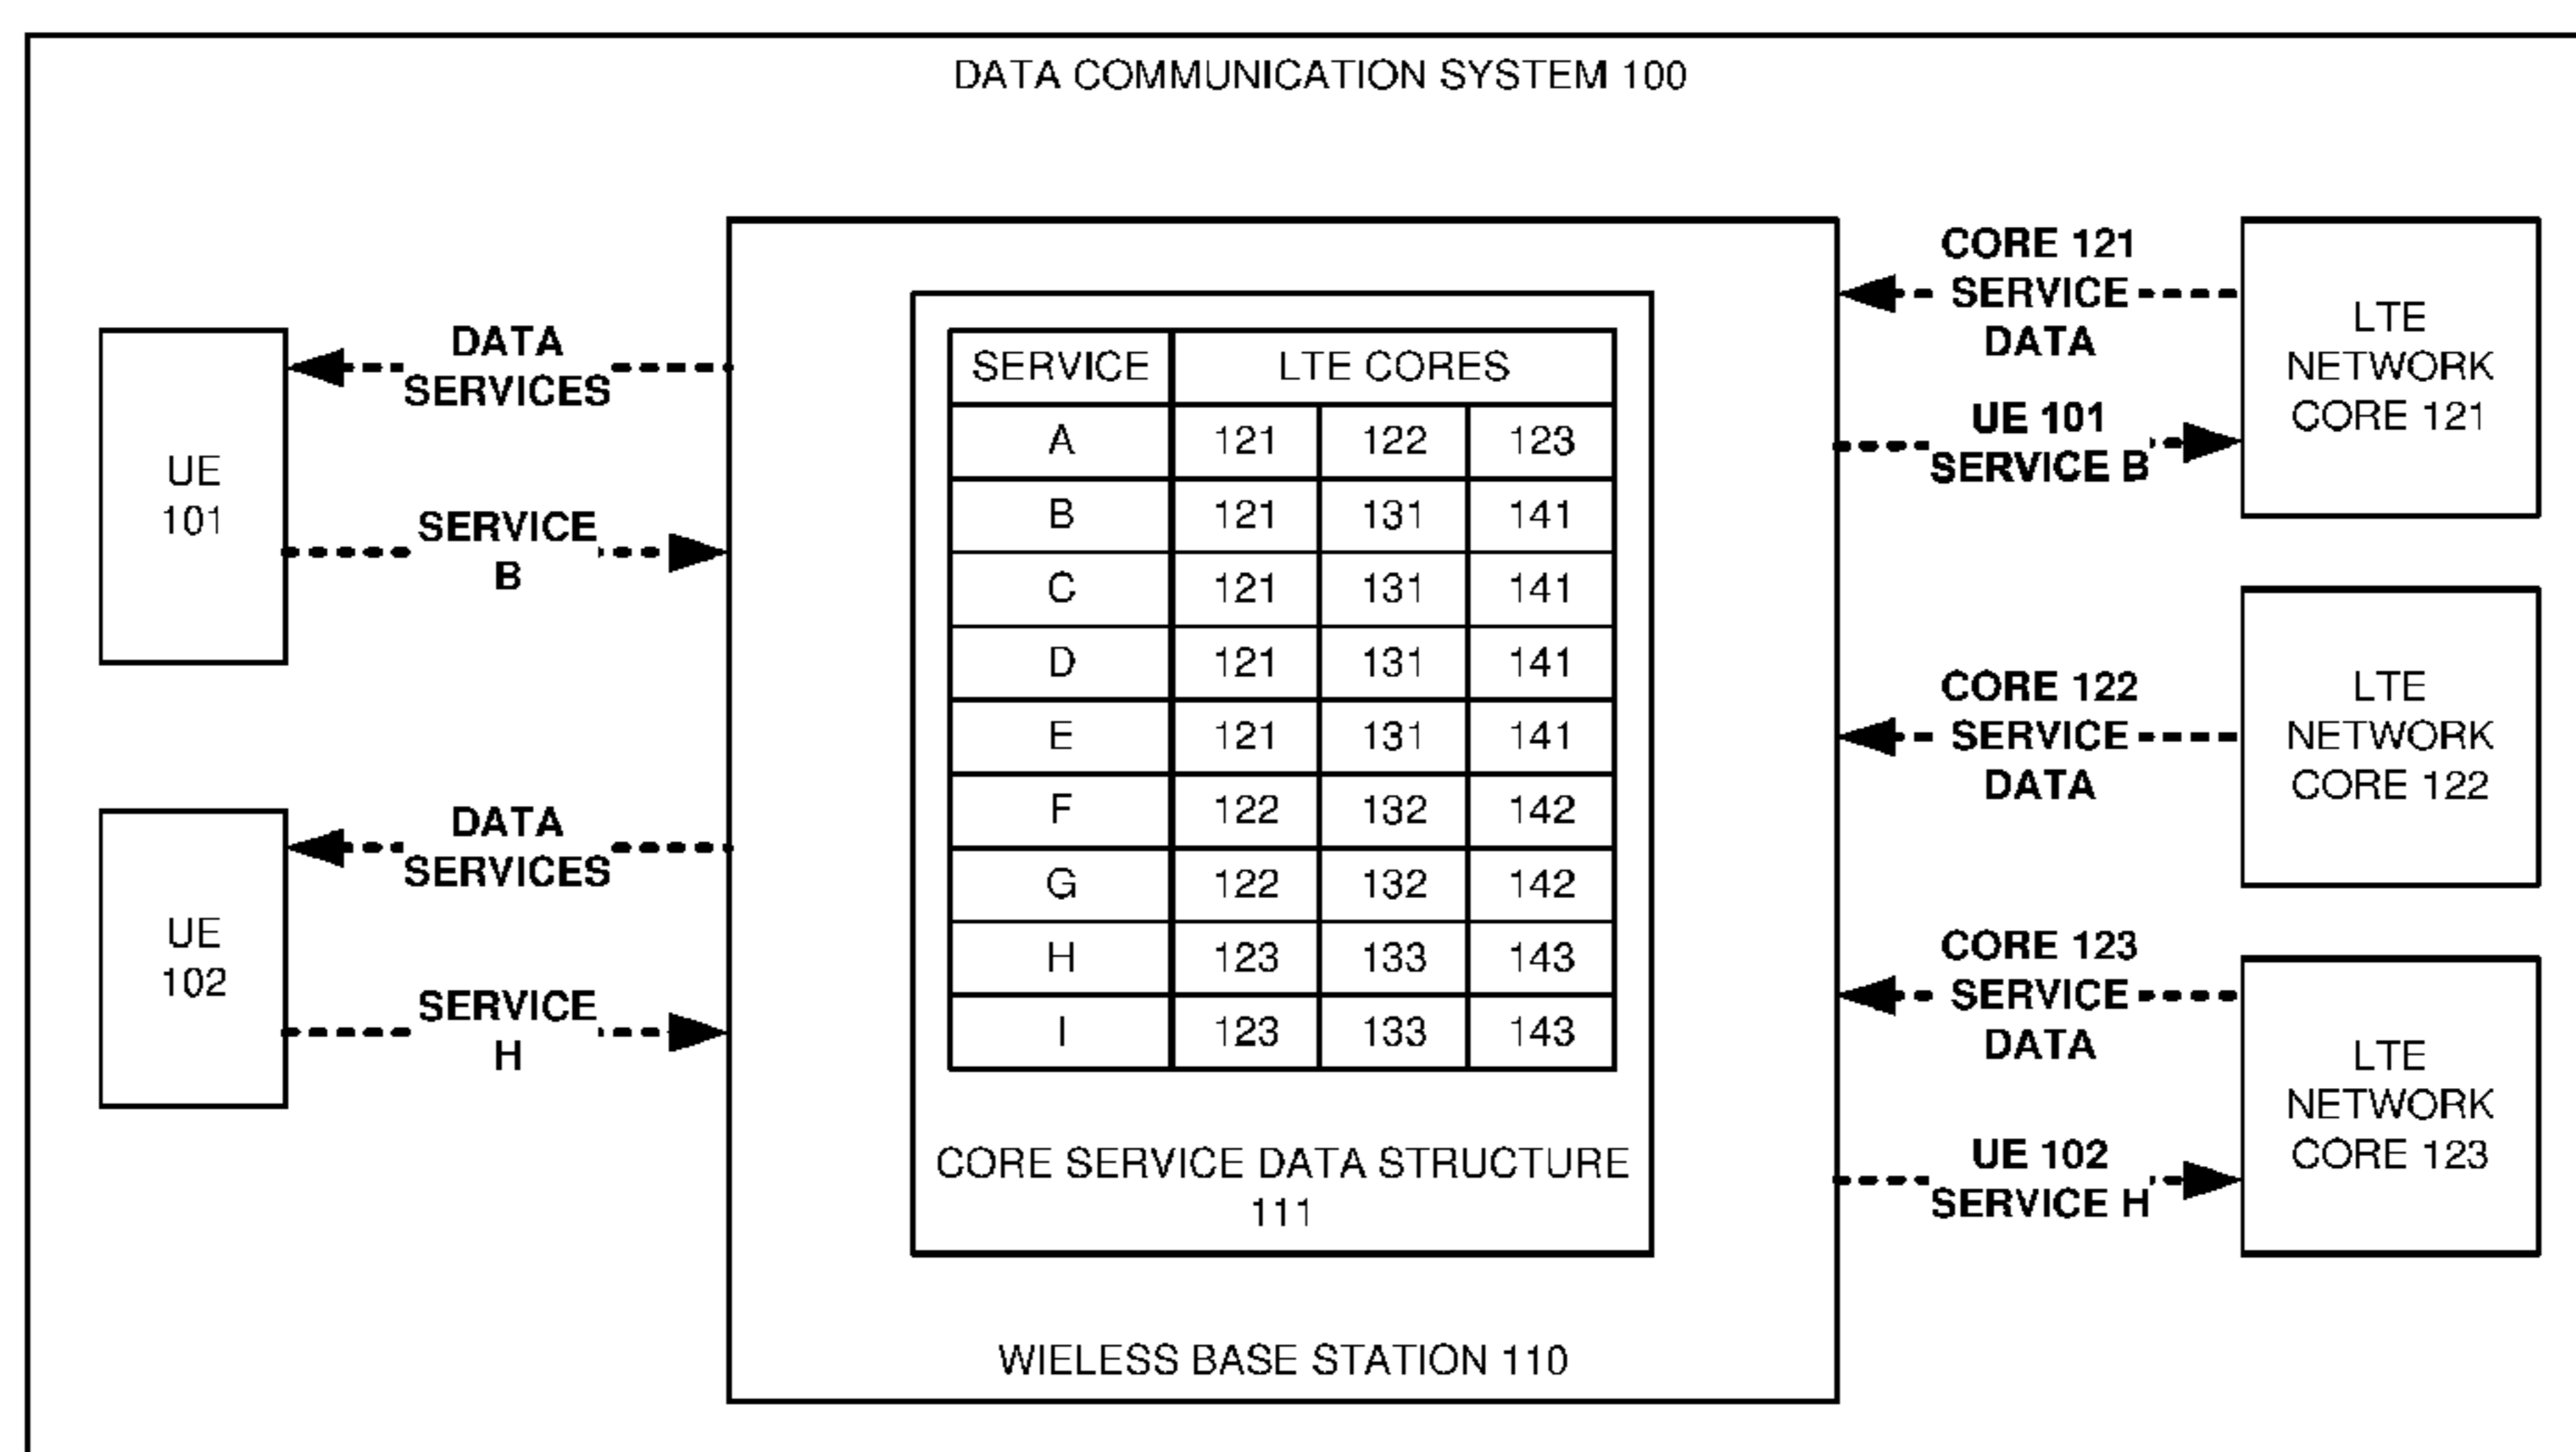 DATA COMMUNICATION SYSTEM 100
UE
101
DATA
SERVICES
SERVICE
B
UE
102
DATA
SERVICES
SERVICE
H
SERVICE LTE CORES
A 121 122 123
B 121 131 141
C 121 131 141
D 121 131 141
E 121 131 141
F 122 132 142
G 122 132 142
H 123 133 143
I 123 133 143
CORE SERVICE DATA STRUCTURE
111
WIELESS BASE STATION 110
CORE 121
SERVICE
DATA
UE 101
SERVICE B
LTE
NETWORK
CORE 121
CORE 122
SERVICE
DATA
LTE
NETWORK
CORE 122
CORE 123
SERVICE
DATA
UE 102
SERVICE H
LTE
NETWORK
CORE 123